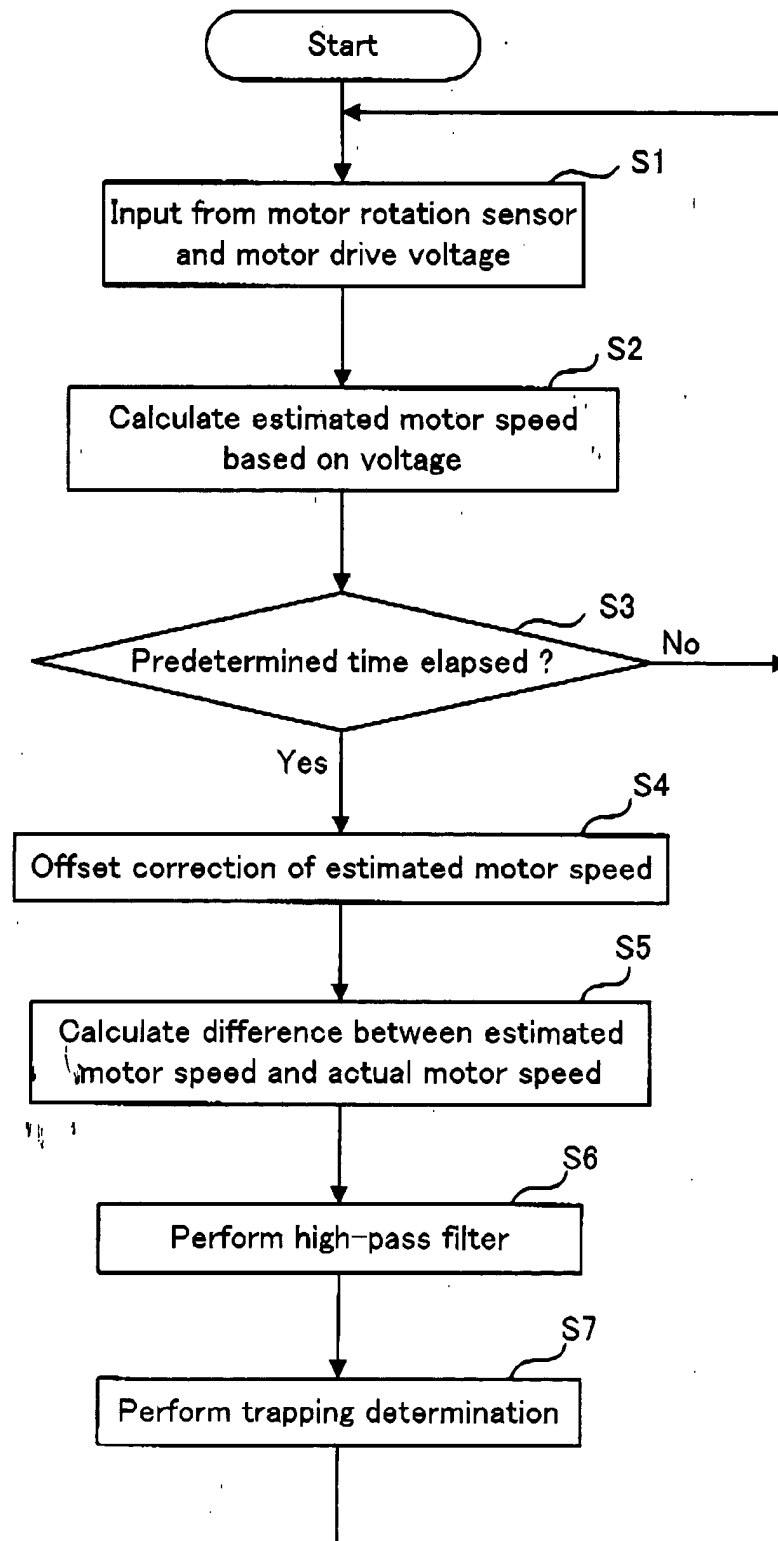 Start
S1
Input from motor rotation sensor
and motor drive voltage
S2
Calculate estimated motor speed
based on voltage
S3
Predetermined time elapsed ?
No
Yes
S4
Offset correction of estimated motor speed
S5
Calculate difference between estimated
motor speed and actual motor speed
S6
Perform high-pass filter
S7
Perform trapping determination